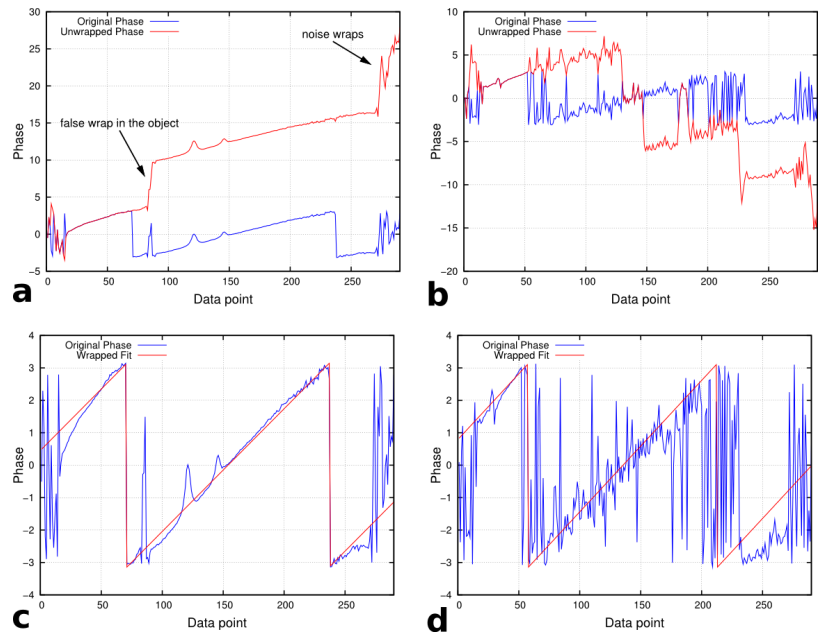 Original Phase
Unwrapped Phase
noise wraps
false wrap in the object
Phase
30
25
20
15
10
5
0
-5
0 50 100 150 200 250
Data point
a
Original Phase
Unwrapped Phase
Phase
10
5
0
-5
-10
-15
-20
0 50 100 150 200 250
Data point
b
Original Phase
Wrapped Fit
Phase
4
3
2
1
0
-1
-2
-3
-4
0 50 100 150 200 250
Data point
c
Original Phase
Wrapped Fit
Phase
4
3
2
1
0
-1
-2
-3
-4
0 50 100 150 200 250
Data point
d